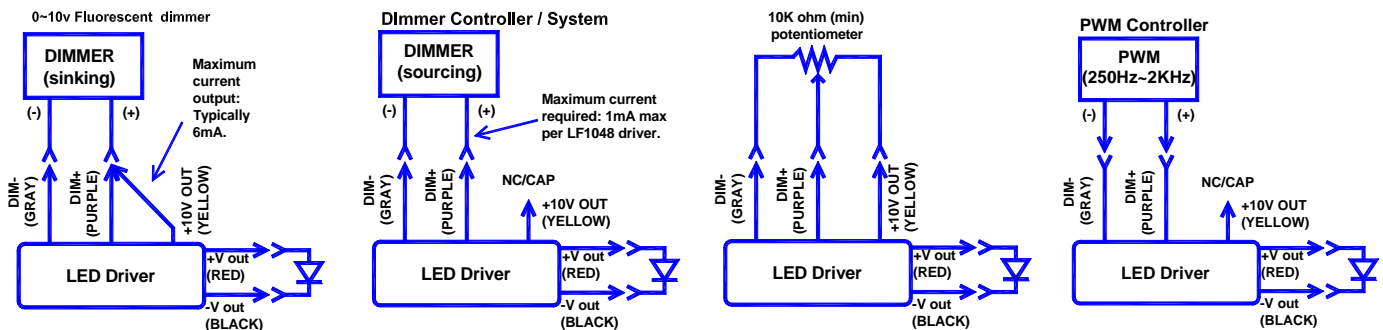 0~10v Fluorescent dimmer
DIMMER
(sinking)
(-)
(+)
Maximum
current
output:
Typically
6mA.
DIM-
(GRAY)
DIM+
(PURPLE)
+10V OUT
(YELLOW)
LED Driver
+V out
(RED)
-V out
(BLACK)
DImmer Controller / System
DIMMER
(sourcing)
(-)
(+)
Maximum current
required: 1mA max
per LF1048 driver.
DIM-
(GRAY)
DIM+
(PURPLE)
NC/CAP
+10V OUT
(YELLOW)
LED Driver
+V out
(RED)
-V out
(BLACK)
10K ohm (min)
potentiometer
DIM-
(GRAY)
DIM+
(PURPLE)
+10V OUT
(YELLOW)
LED Driver
+V out
(RED)
-V out
(BLACK)
PWM Controller
PWM
(250Hz~2KHz)
(-)
(+)
DIM-
(GRAY)
DIM+
(PURPLE)
NC/CAP
+10V OUT
(YELLOW)
LED Driver
+V out
(RED)
-V out
(BLACK)